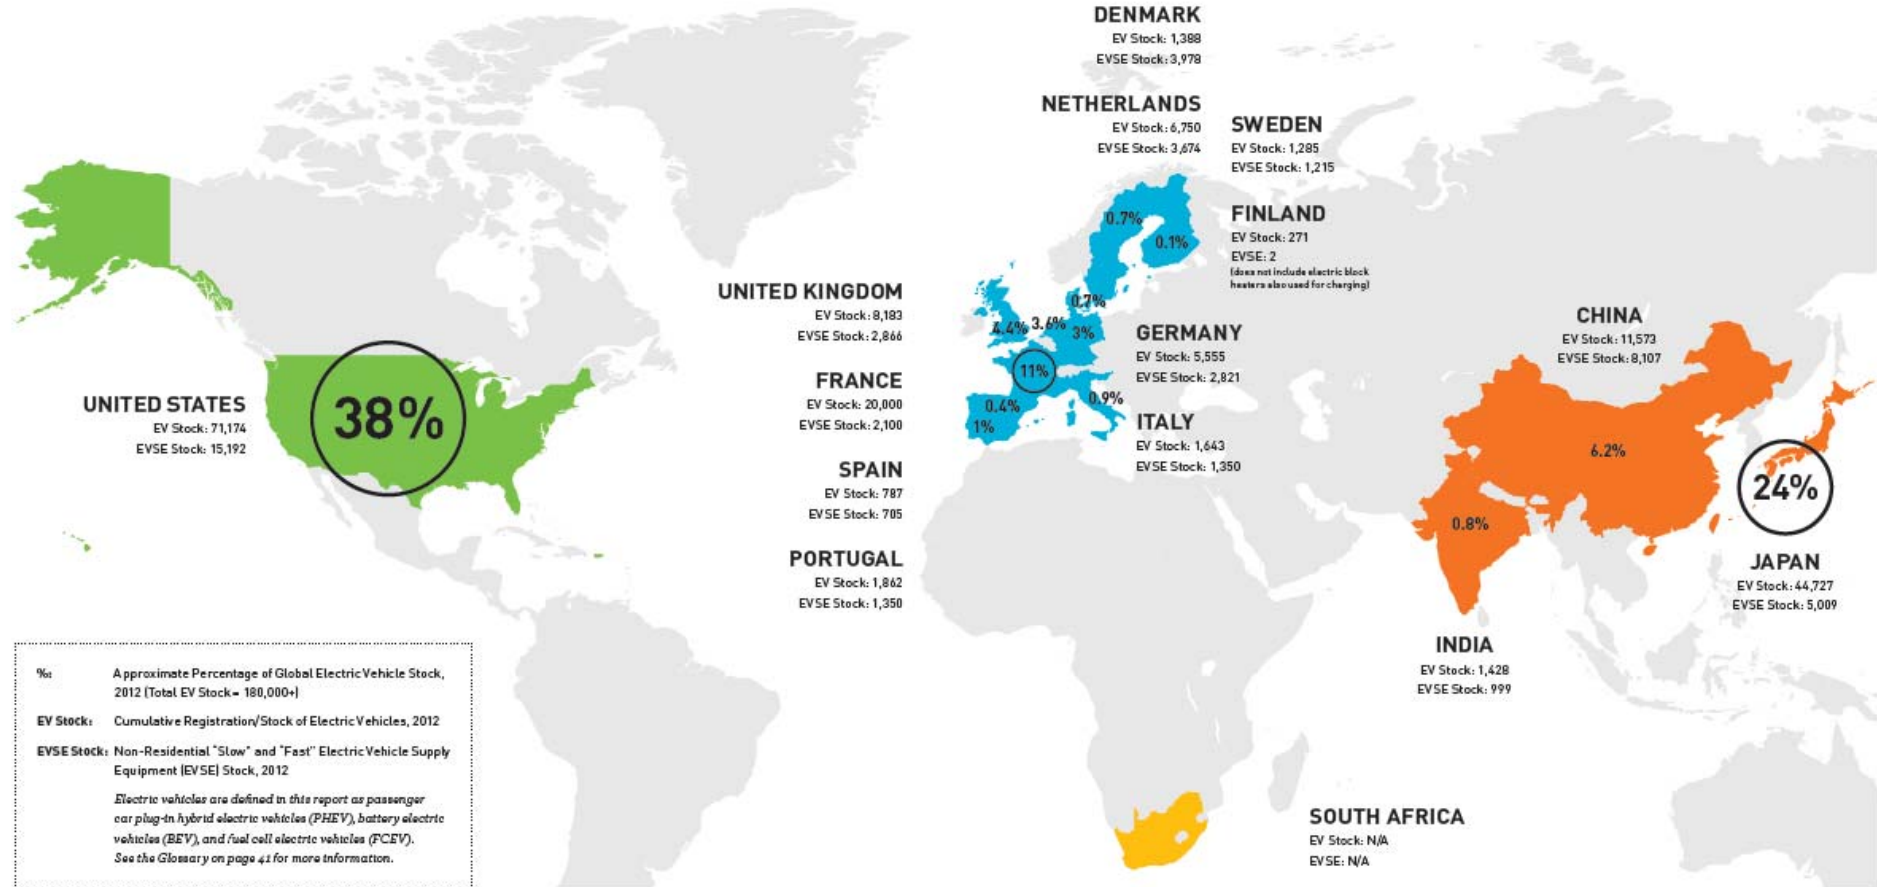 DENMARK
EV Stock: 1,388
EVSE Stock: 3,978
NETHERLANDS
EV Stock: 6,750
EVSE Stock: 3,674
SWEDEN
EV Stock: 1,285
EVSE Stock: 1,215
FINLAND
EV Stock: 271
EVSE: 2
(does not include electric block
heaters also used for charging)
0.7%
0.1%
UNITED KINGDOM
EV Stock: 8,183
EVSE Stock: 2,866
0.7%
4.4%
3.6%
3%
GERMANY
EV Stock: 5,555
EVSE Stock: 2,821
CHINA
EV Stock: 11,573
EVSE Stock: 8,107
FRANCE
EV Stock: 20,000
EVSE Stock: 2,100
11%
0.9%
0.4%
1%
ITALY
EV Stock: 1,643
EVSE Stock: 1,350
UNITED STATES
EV Stock: 71,174
EVSE Stock: 15,192
38%
SPAIN
EV Stock: 787
EVSE Stock: 705
6.2%
0.8%
24%
PORTUGAL
EV Stock: 1,862
EVSE Stock: 1,350
JAPAN
EV Stock: 44,727
EVSE Stock: 5,009
INDIA
EV Stock: 1,428
EVSE Stock: 999
%: Approximate Percentage of Global Electric Vehicle Stock,
2012 (Total EV Stock = 180,000+)
EV Stock: Cumulative Registration/Stock of Electric Vehicles, 2012
EVSE Stock: Non-Residential "Slow" and "Fast" Electric Vehicle Supply
Equipment (EVSE) Stock, 2012
Electric vehicles are defined in this report as passenger
car plug-in hybrid electric vehicles (PHEV), battery electric
vehicles (BEV), and fuel cell electric vehicles (FCEV).
See the Glossary on page 41 for more information.
SOUTH AFRICA
EV Stock: N/A
EVSE: N/A